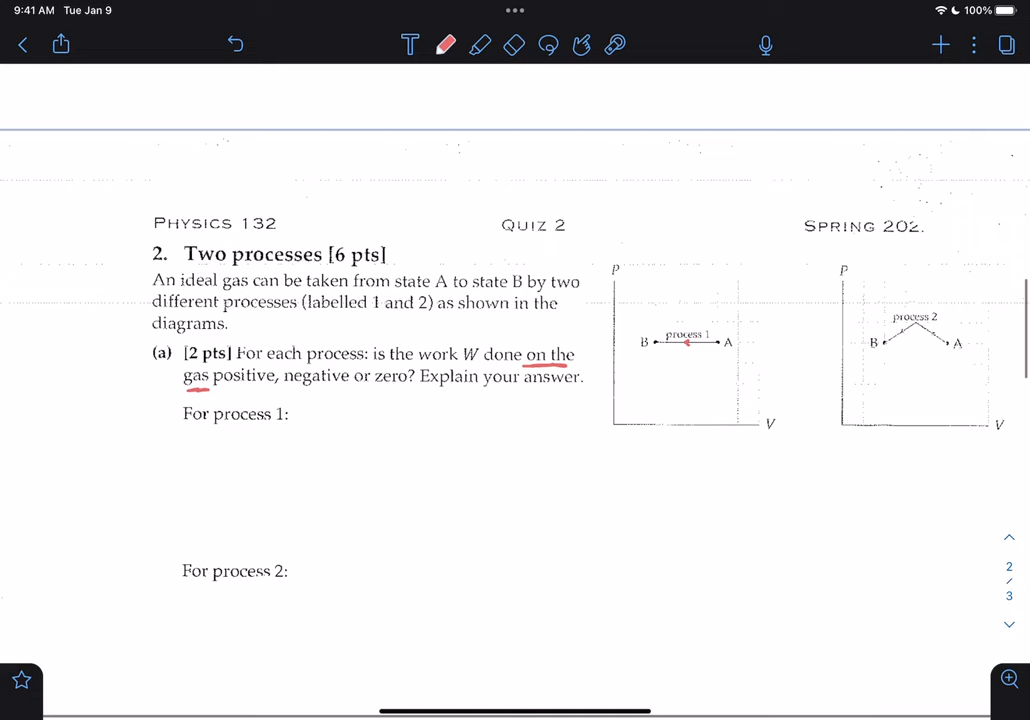 9:41 AM Tue Jan 9
100%
PHYSICS 132
QUIZ 2
SPRING 202.
2. Two processes [6 pts]
An ideal gas can be taken from state A to state B by two
different processes (labelled 1 and 2) as shown in the
diagrams.
(a) [2 pts] For each process: is the work W done on the
gas positive, negative or zero? Explain your answer.
For process 1:
For process 2:
P
process 1
B
A
V
P
process 2
B
A
V
2
/
3